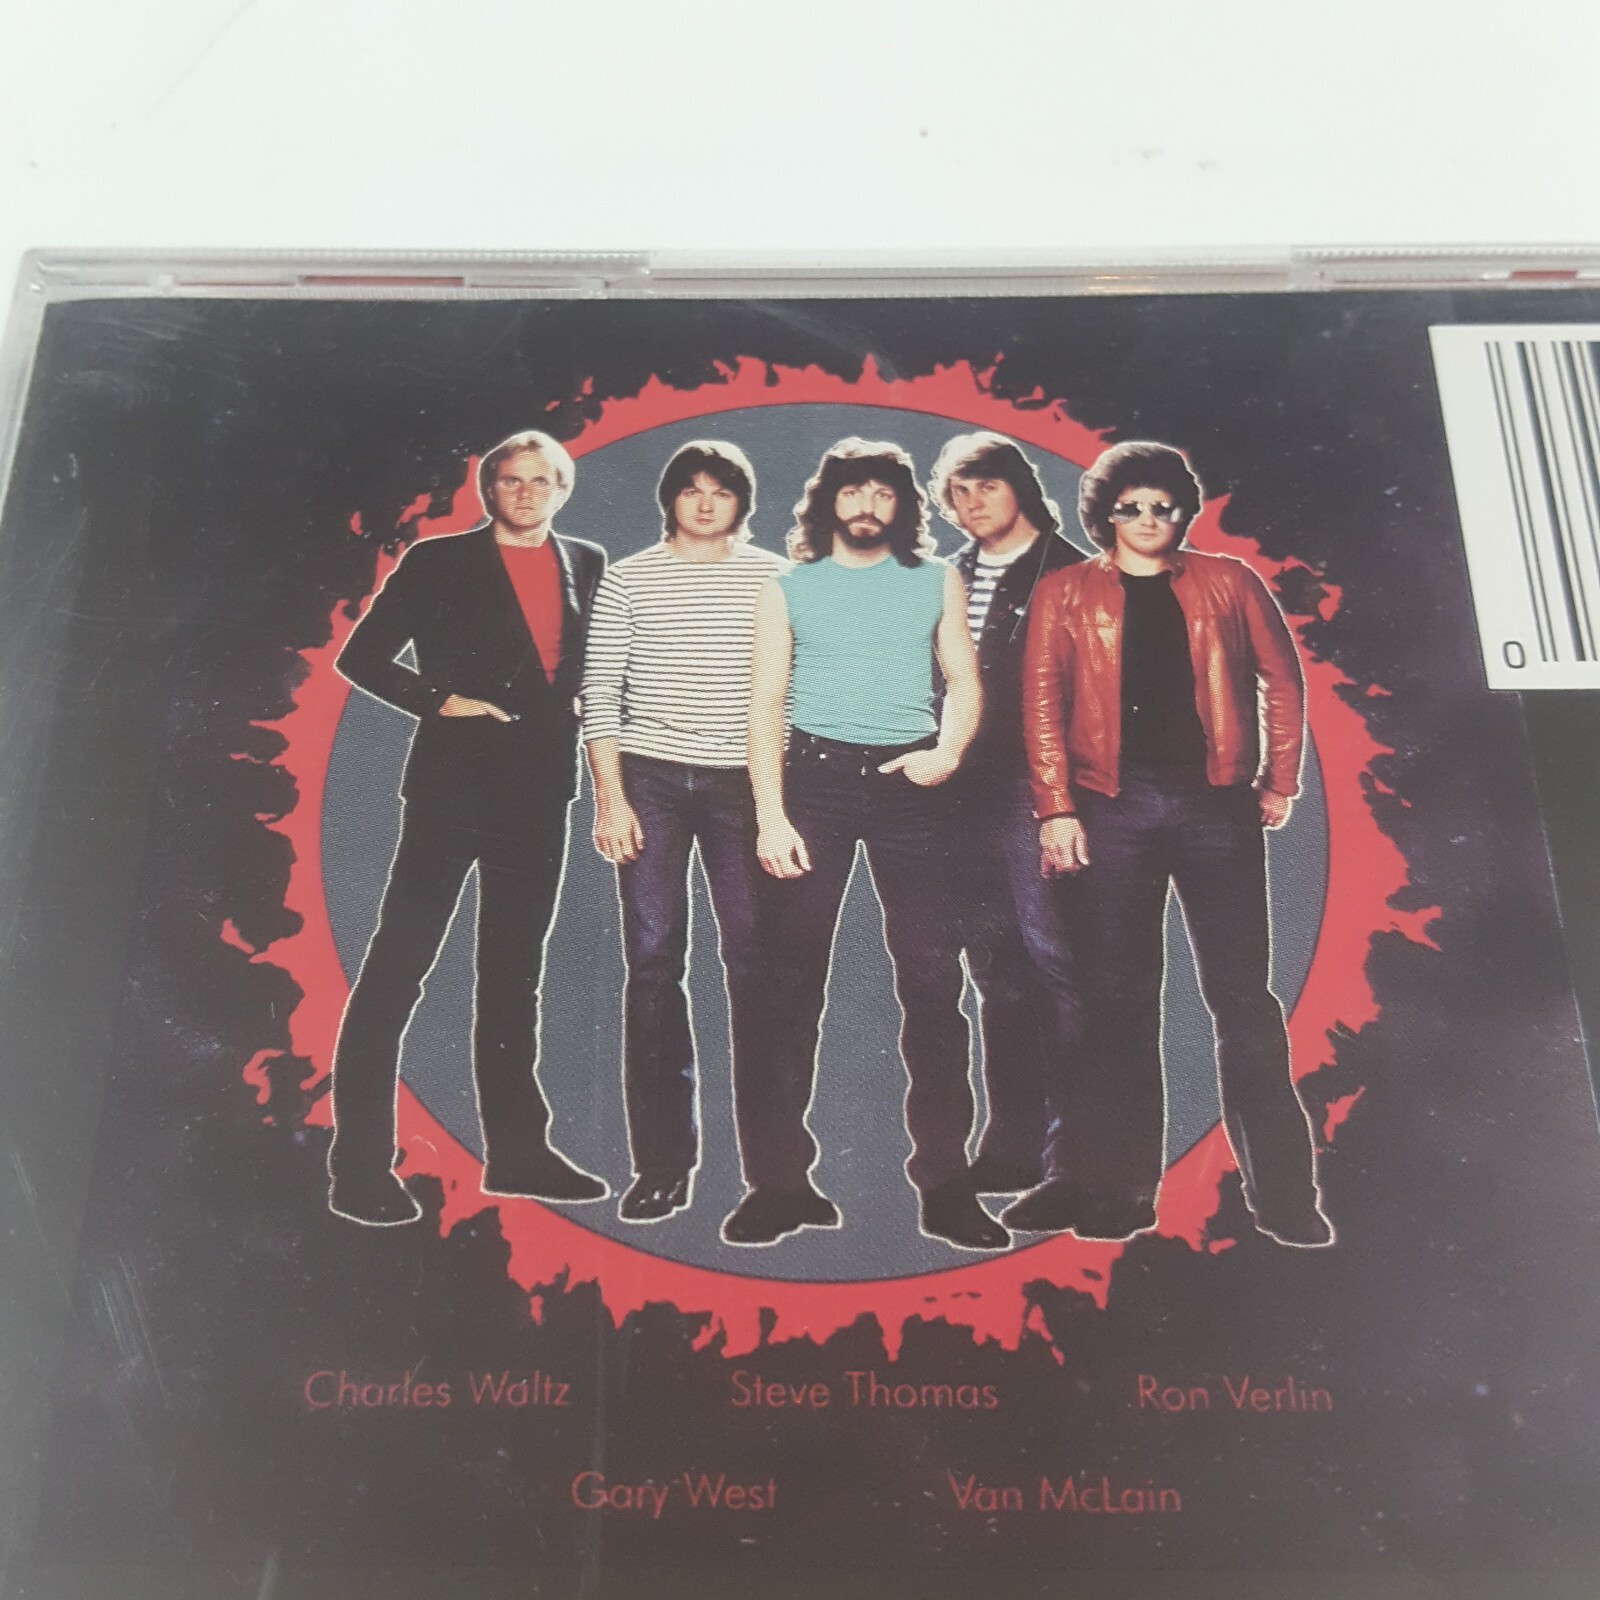 0
Charles Waltz Steve Thomas Ron Verlin
Gary West Van McLain